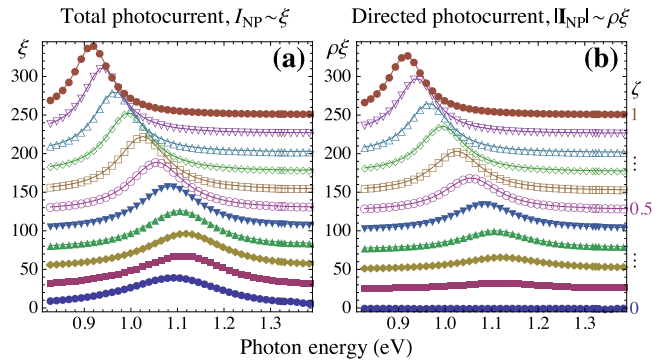 Total photocurrent, I_NP ~ ξ
Directed photocurrent, |I_NP| ~ ρξ
ξ
(a)
300
250
200
150
100
50
0
0.9 1.0 1.1 1.2 1.3
ρξ
(b)
300
250
200
150
100
50
0
0.9 1.0 1.1 1.2 1.3
ζ
1
⋮
0.5
⋮
0
Photon energy (eV)